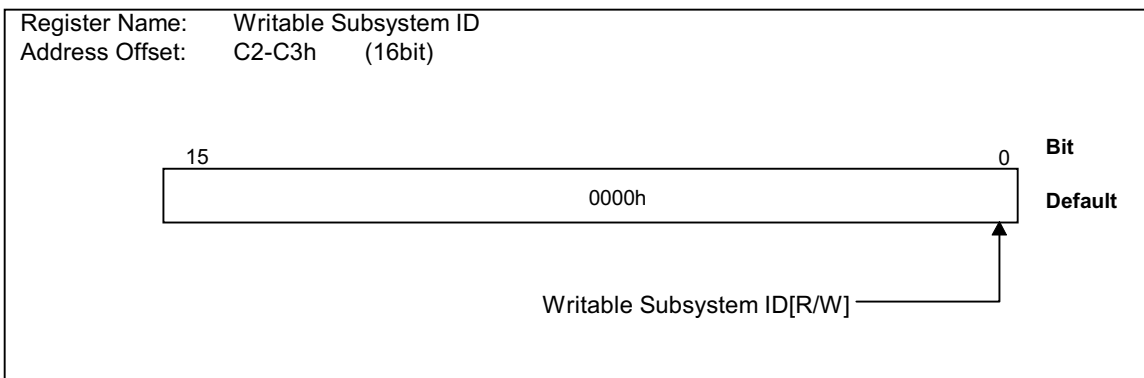 Register Name: Writable Subsystem ID
Address Offset: C2-C3h (16bit)
15 0 Bit
0000h Default
Writable Subsystem ID[R/W]